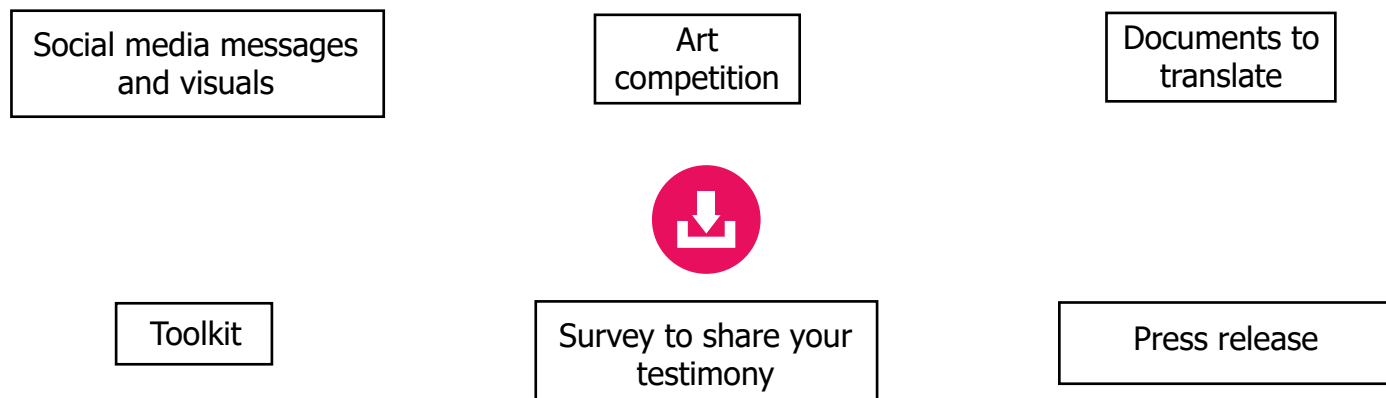 Social media messages
and visuals
Art
competition
Documents to
translate
Toolkit
Survey to share your
testimony
Press release